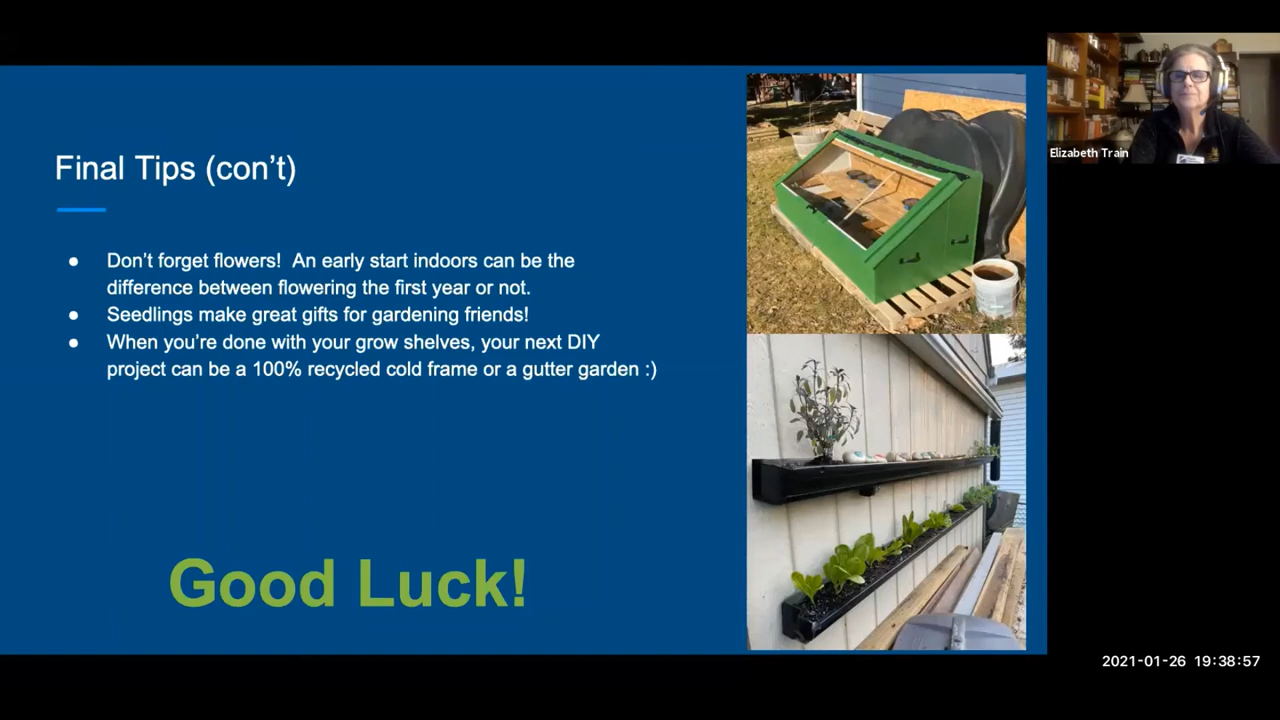 Final Tips (con’t)
● Don’t forget flowers!  An early start indoors can be the
difference between flowering the first year or not.
● Seedlings make great gifts for gardening friends!
● When you’re done with your grow shelves, your next DIY
project can be a 100% recycled cold frame or a gutter garden :)
Good Luck!
Elizabeth Train
2021-01-26 19:38:57